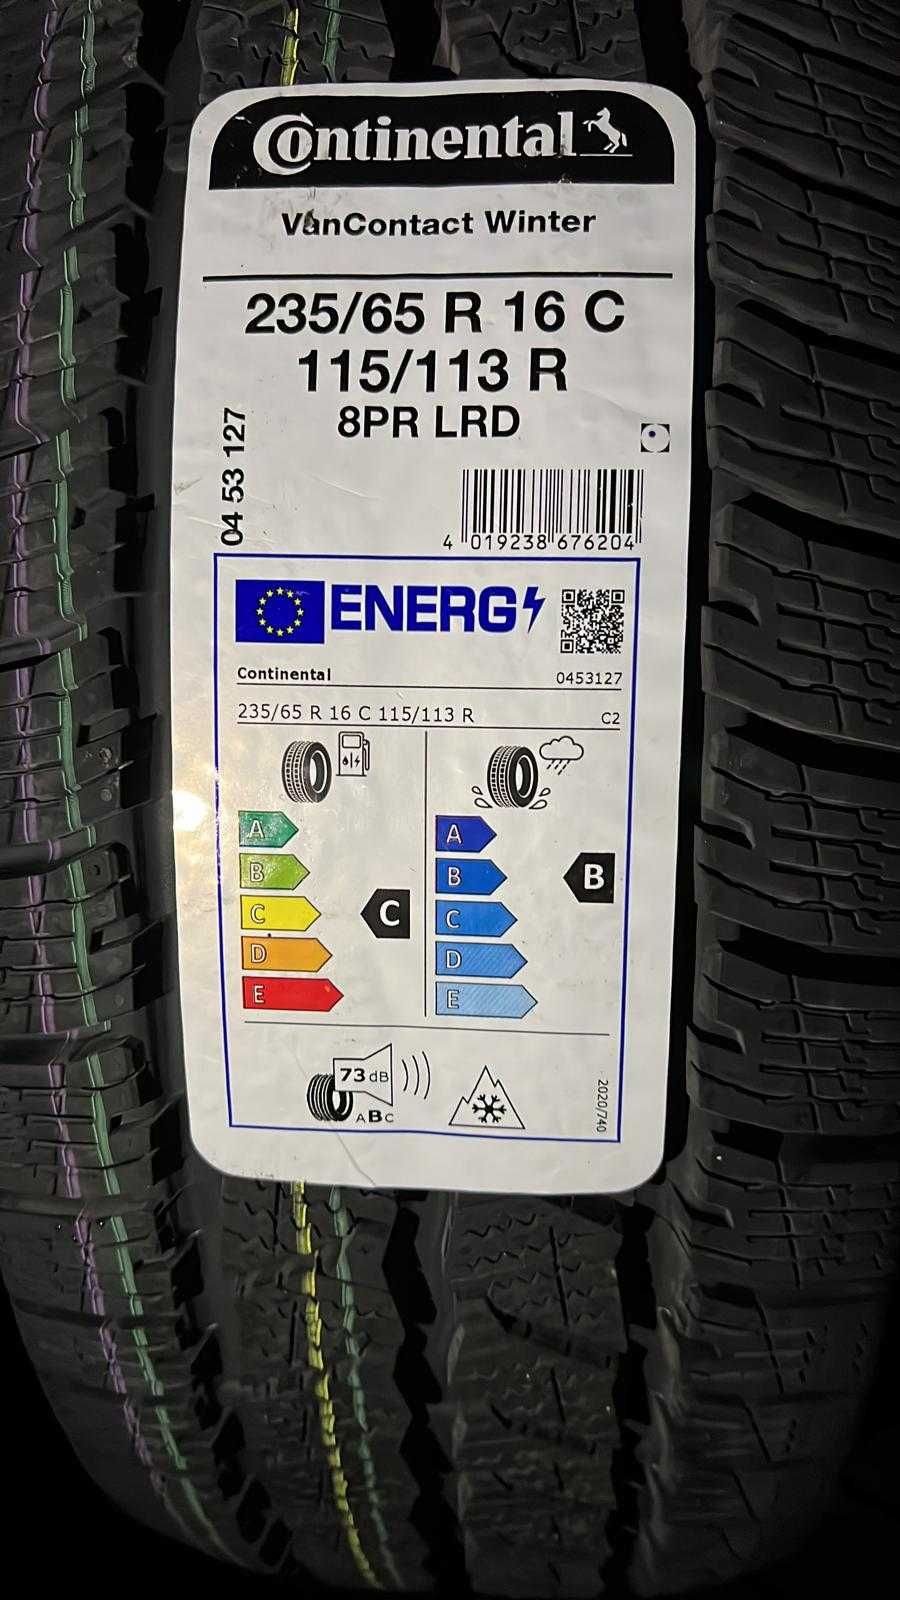 Continental
VanContact Winter
235/65 R 16 C
115/113 R
8PR LRD
04 53 127
4 019238 676204
ENERG
Continental 0453127
235/65 R 16 C 115/113 R C2
A A
B B B
C C C
D D
E E
73 dB
ABC
2020/740